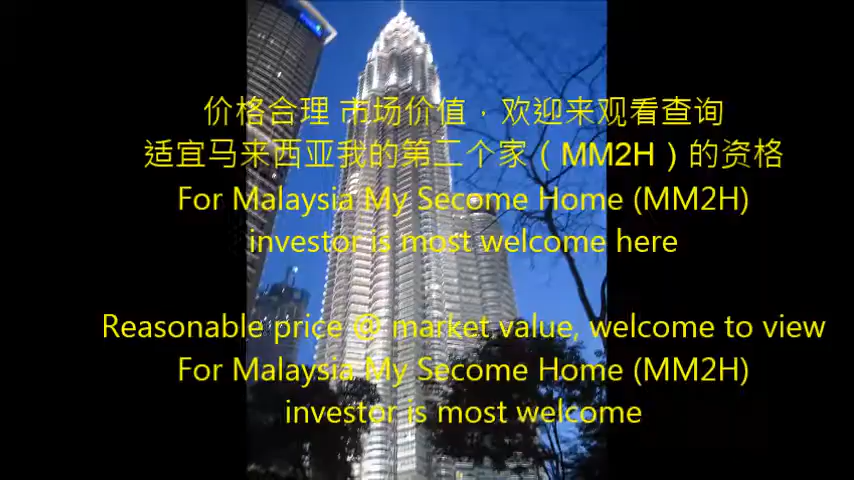 价格合理 市场价值，欢迎来观看查询
适宜马来西亚我的第二个家（MM2H）的资格
For Malaysia My Secome Home (MM2H)
investor is most welcome here
Reasonable price @ market value, welcome to view
For Malaysia My Secome Home (MM2H)
investor is most welcome